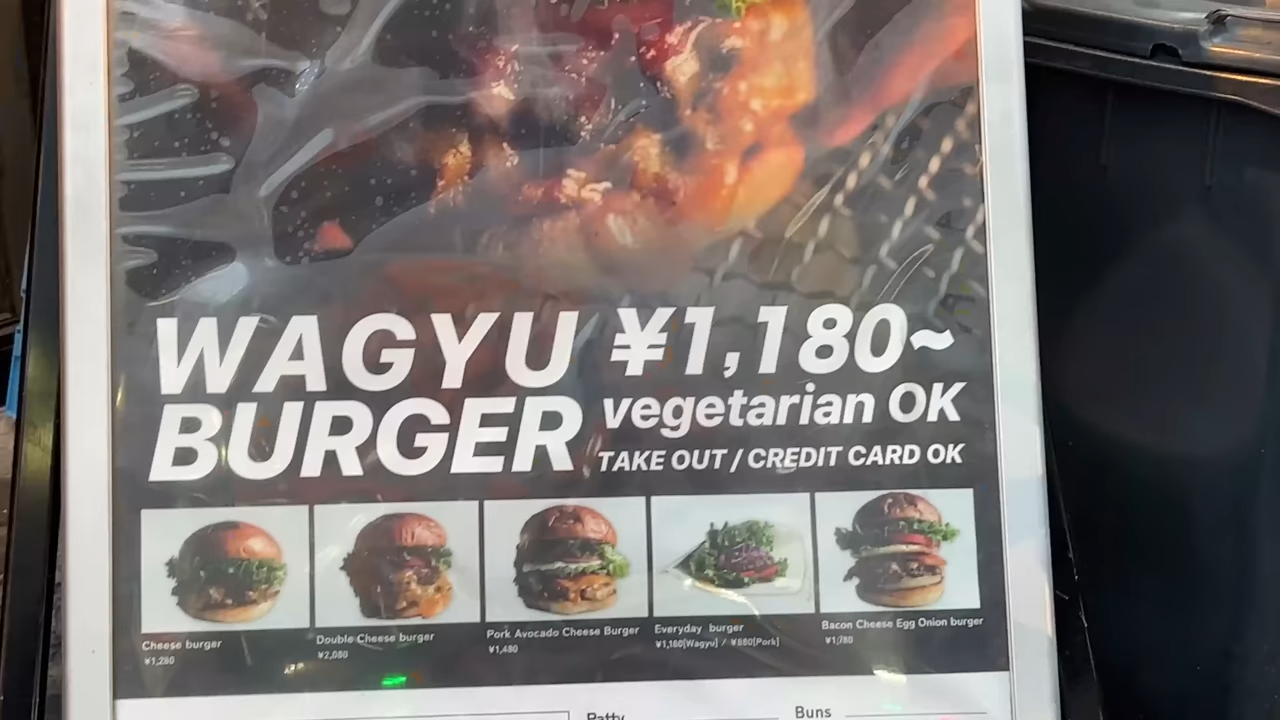 WAGYU
BURGER
¥1,180~
vegetarian OK
TAKE OUT / CREDIT CARD OK
Cheese burger
¥1,280
Double Cheese burger
¥2,080
Pork Avocado Cheese Burger
¥1,480
Everyday burger
¥1,180[Wagyu] / ¥880[Pork]
Bacon Cheese Egg Onion burger
¥1,780
Patty
Buns